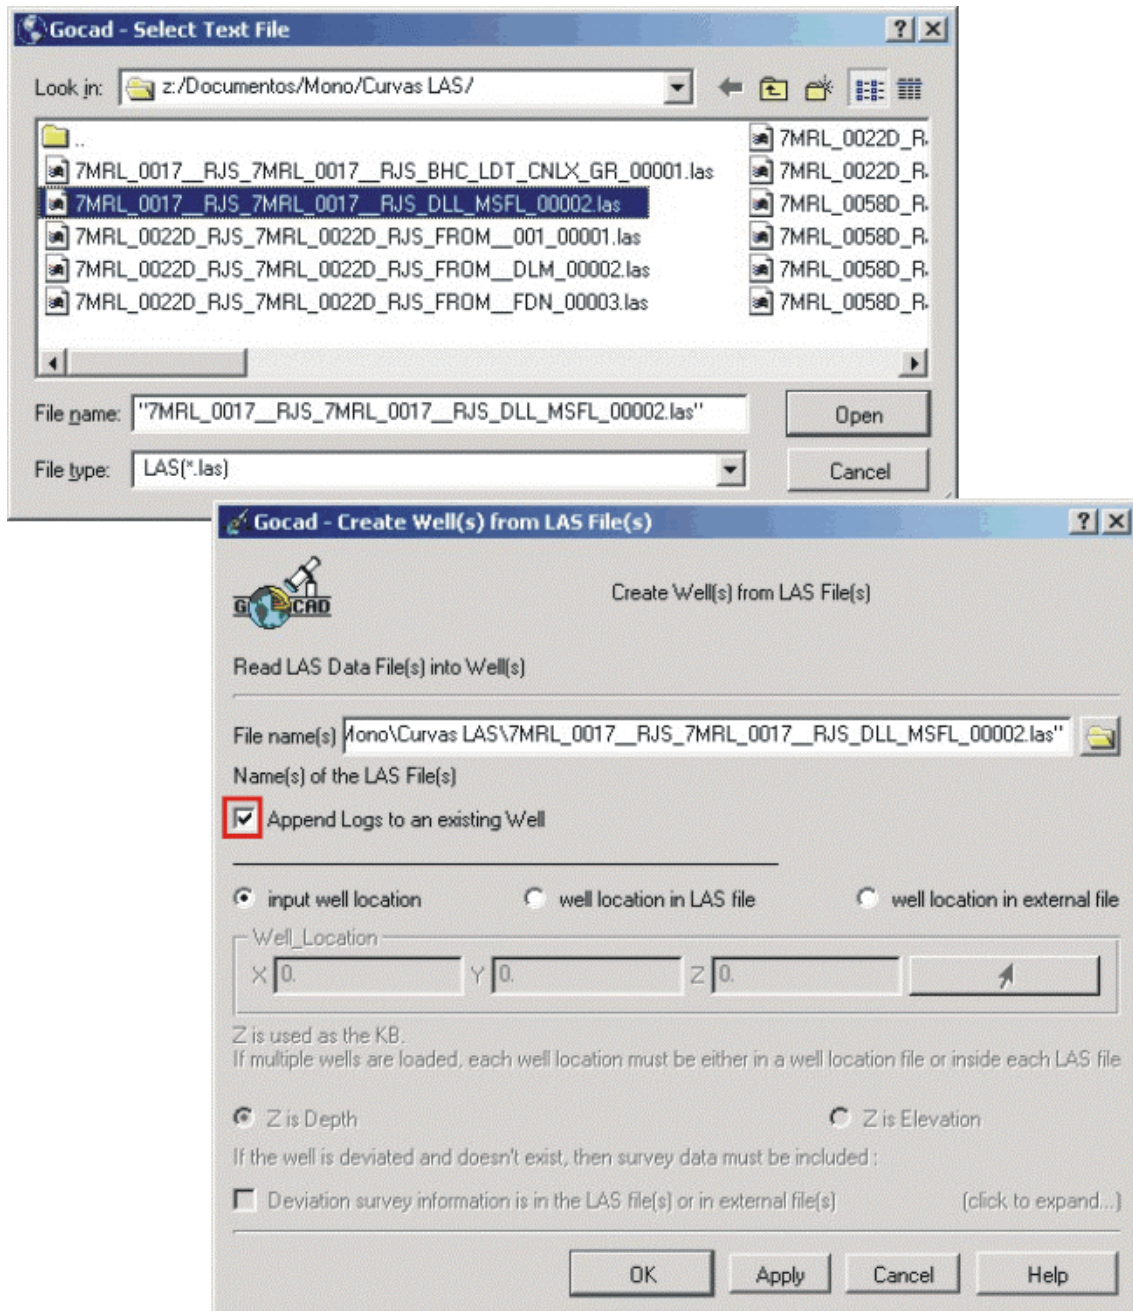 Gocad - Select Text File
Look in: z:/Documentos/Mono/Curvas LAS/
..
7MRL_0017__RJS_7MRL_0017__RJS_BHC_LDT_CNLX_GR_00001.las
7MRL_0017__RJS_7MRL_0017__RJS_DLL_MSFL_00002.las
7MRL_0022D_RJS_7MRL_0022D_RJS_FROM__001_00001.las
7MRL_0022D_RJS_7MRL_0022D_RJS_FROM__DLM_00002.las
7MRL_0022D_RJS_7MRL_0022D_RJS_FROM__FDN_00003.las
7MRL_0022D_R
7MRL_0022D_R
7MRL_0058D_R
7MRL_0058D_R
7MRL_0058D_R
7MRL_0058D_R
File name: "7MRL_0017__RJS_7MRL_0017__RJS_DLL_MSFL_00002.las" Open
File type: LAS(*.las) Cancel
Gocad - Create Well(s) from LAS File(s)
GOCAD
Create Well(s) from LAS File(s)
Read LAS Data File(s) into Well(s)
File name(s) Mono\Curvas LAS\7MRL_0017__RJS_7MRL_0017__RJS_DLL_MSFL_00002.las"
Name(s) of the LAS File(s)
Append Logs to an existing Well
input well location well location in LAS file well location in external file
Well_Location
X 0. Y 0. Z 0.
Z is used as the KB.
If multiple wells are loaded, each well location must be either in a well location file or inside each LAS file
Z is Depth Z is Elevation
If the well is deviated and doesn't exist, then survey data must be included :
Deviation survey information is in the LAS file(s) or in external file(s) (click to expand...)
OK Apply Cancel Help